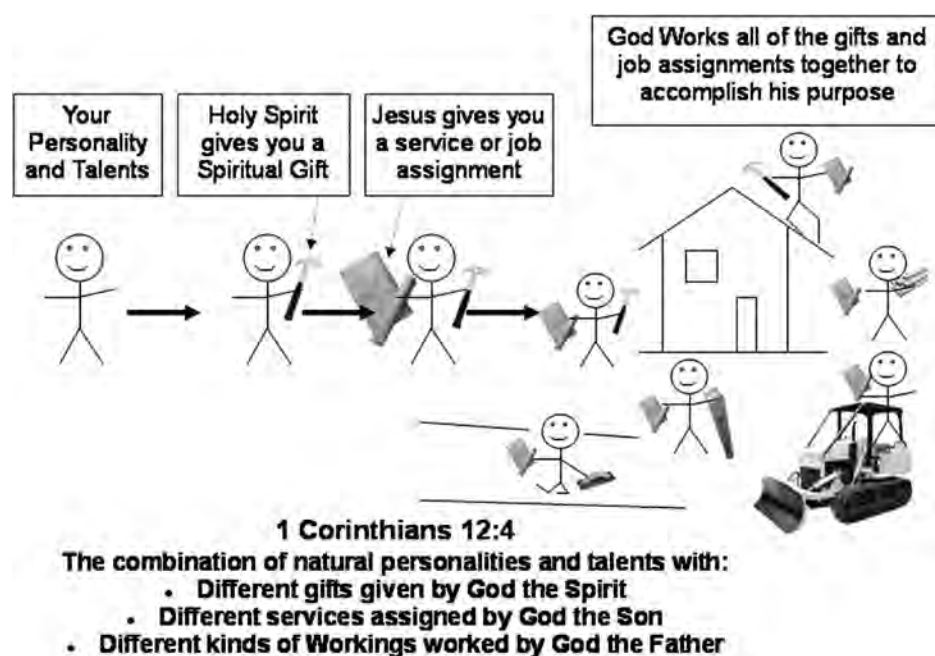 God Works all of the gifts and
job assignments together to
accomplish his purpose
Your
Personality
and Talents
Holy Spirit
gives you a
Spiritual Gift
Jesus gives you
a service or job
assignment
1 Corinthians 12:4
The combination of natural personalities and talents with:
• Different gifts given by God the Spirit
• Different services assigned by God the Son
• Different kinds of Workings worked by God the Father